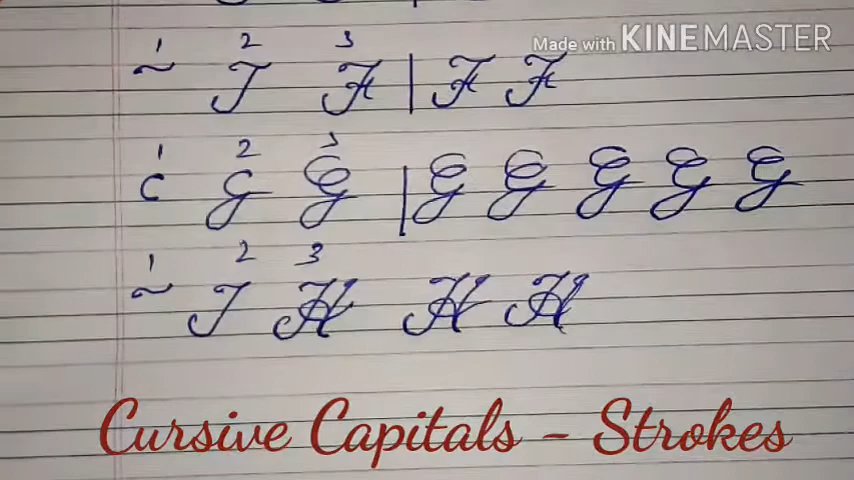 Made with KINEMASTER
1 2 3
~ T F | F F
1 2 3
c G G | G G G G G
1 2 3
~ T H H H
Cursive Capitals - Strokes